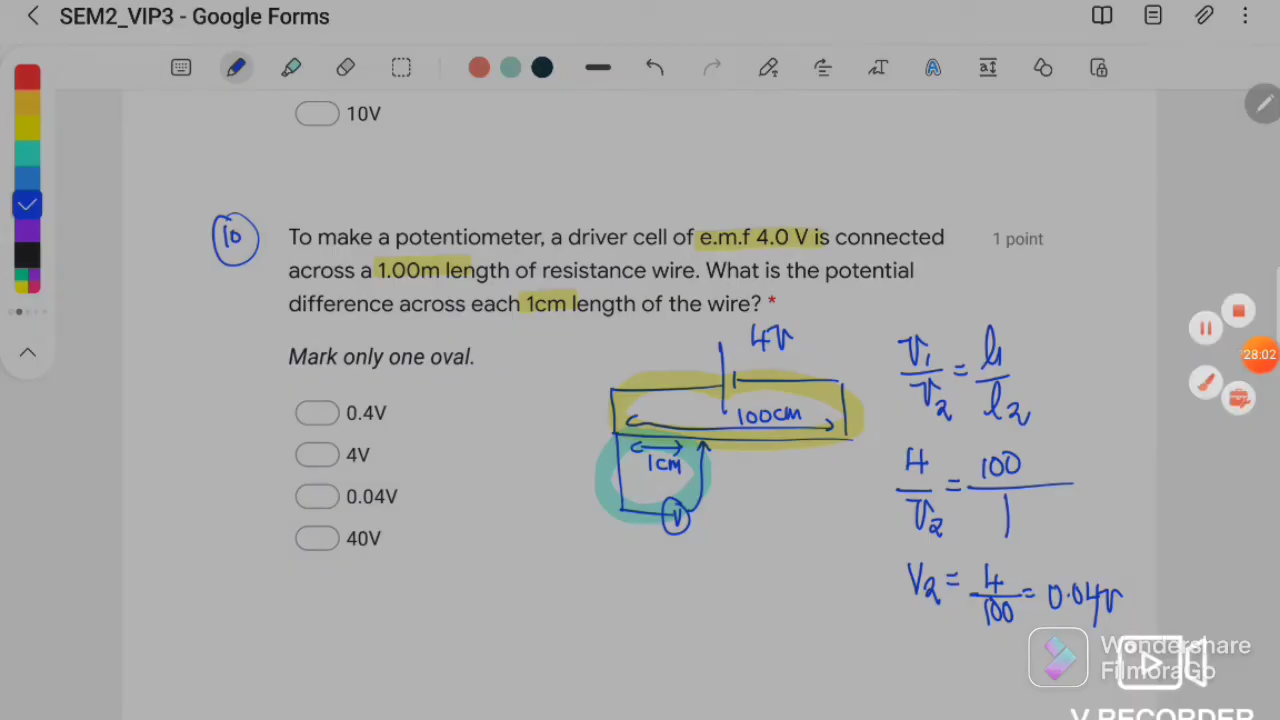 SEM2_VIP3 - Google Forms
10V
10
To make a potentiometer, a driver cell of e.m.f 4.0 V is connected
1 point
across a 1.00m length of resistance wire. What is the potential
difference across each 1cm length of the wire? *
Mark only one oval.
0.4V
4V
0.04V
40V
4V
100cm
1cm
V
V1/V2 = l1/l2
4/V2 = 100/1
V2 = 4/100 = 0.04V
28:02
Wondershare
FilmoraGo
V RECORDER